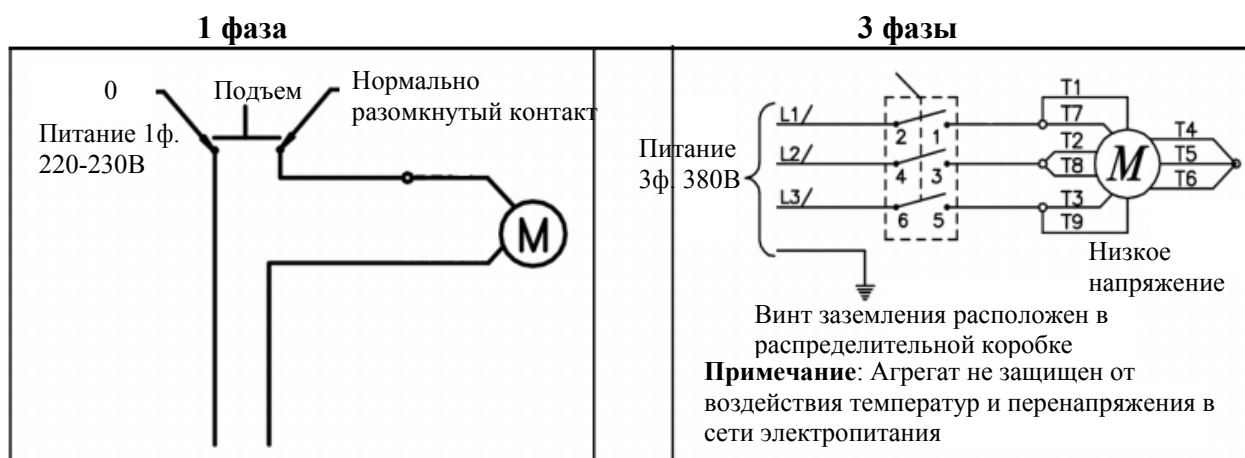 1 фаза
0
Подъем
Нормально
разомкнутый контакт
Питание 1ф.
220-230В
M
3 фазы
Питание
3ф. 380В
L1/
L2/
L3/
2
1
4
3
6
5
T1
T7
T2
T8
T3
T9
M
T4
T5
T6
Низкое
напряжение
Винт заземления расположен в
распределительной коробке
Примечание: Агрегат не защищен от
воздействия температур и перенапряжения в
сети электропитания